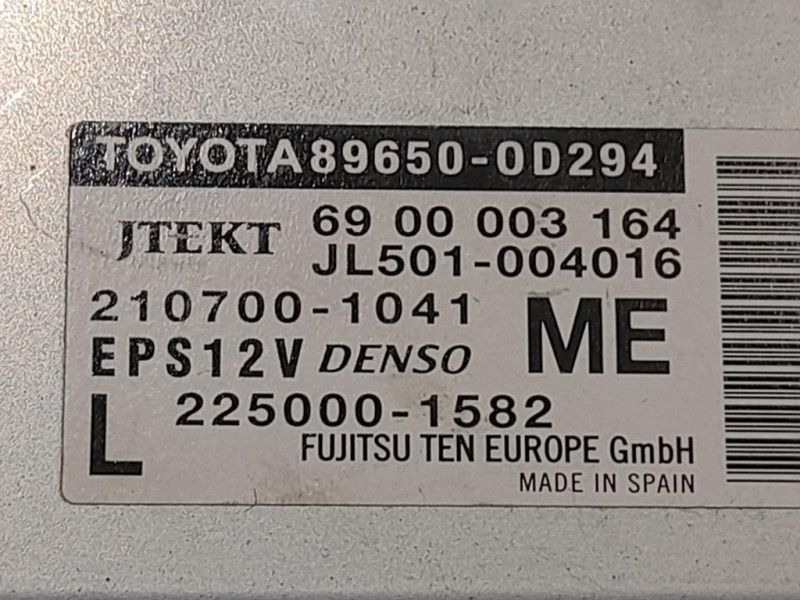 TOYOTA 89650-0D294
JTEKT 69 00 003 164
JL501-004016
210700-1041
EPS12V DENSO ME
L 225000-1582
FUJITSU TEN EUROPE GmbH
MADE IN SPAIN